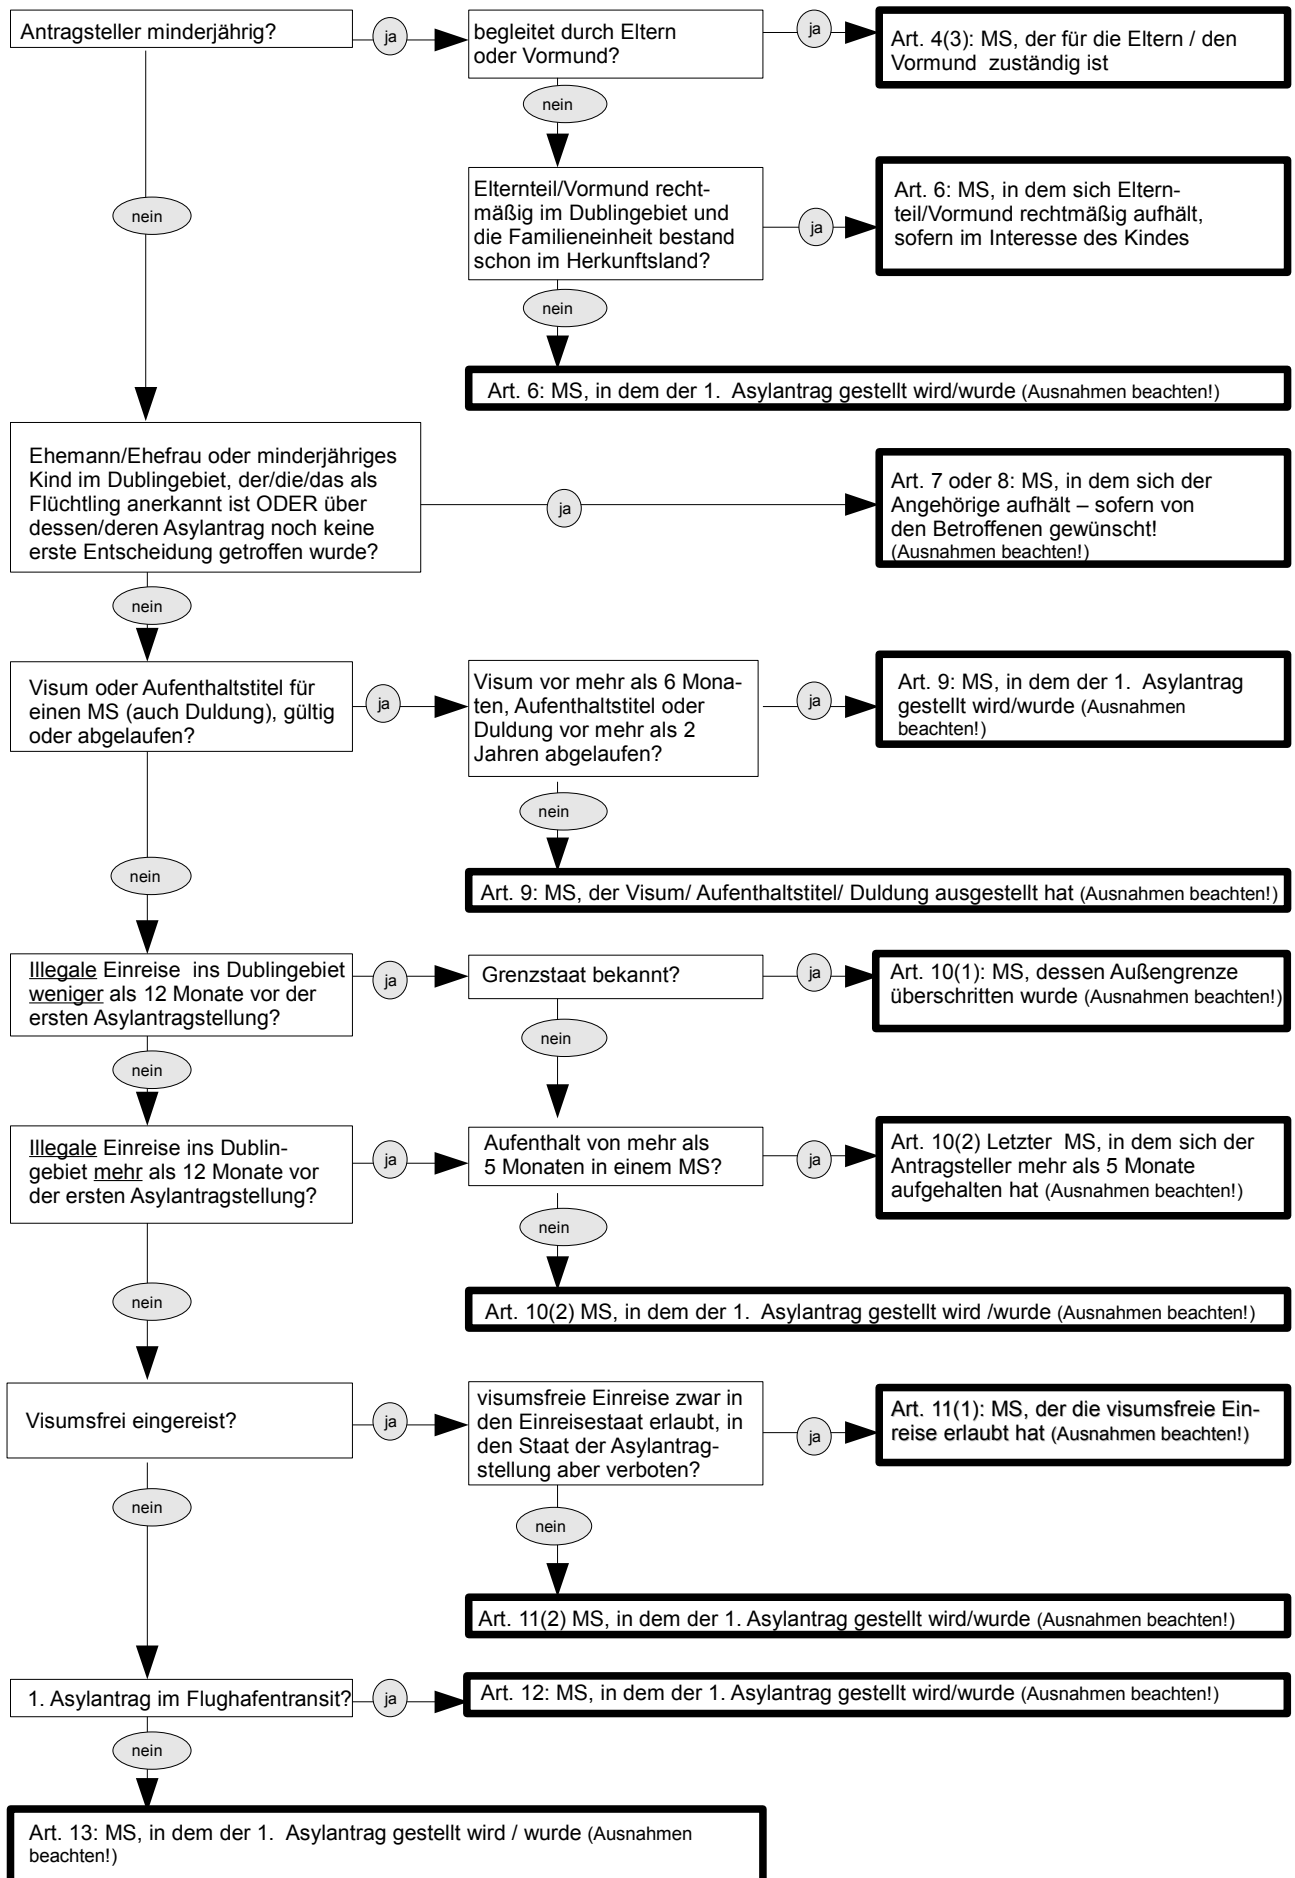 Antragsteller minderjährig?
ja
begleitet durch Eltern
oder Vormund?
ja
Art. 4(3): MS, der für die Eltern / den
Vormund zuständig ist
nein
nein
Elternteil/Vormund recht-
mäßig im Dublingebiet und
die Familieneinheit bestand
schon im Herkunftsland?
ja
Art. 6: MS, in dem sich Eltern-
teil/Vormund rechtmäßig aufhält,
sofern im Interesse des Kindes
nein
Art. 6: MS, in dem der 1. Asylantrag gestellt wird/wurde (Ausnahmen beachten!)
Ehemann/Ehefrau oder minderjähriges
Kind im Dublingebiet, der/die/das als
Flüchtling anerkannt ist ODER über
dessen/deren Asylantrag noch keine
erste Entscheidung getroffen wurde?
ja
Art. 7 oder 8: MS, in dem sich der
Angehörige aufhält – sofern von
den Betroffenen gewünscht!
(Ausnahmen beachten!)
nein
Visum oder Aufenthaltstitel für
einen MS (auch Duldung), gültig
oder abgelaufen?
ja
Visum vor mehr als 6 Mona-
ten, Aufenthaltstitel oder
Duldung vor mehr als 2
Jahren abgelaufen?
ja
Art. 9: MS, in dem der 1. Asylantrag
gestellt wird/wurde (Ausnahmen
beachten!)
nein
nein
Art. 9: MS, der Visum/ Aufenthaltstitel/ Duldung ausgestellt hat (Ausnahmen beachten!)
Illegale Einreise ins Dublingebiet
weniger als 12 Monate vor der
ersten Asylantragstellung?
ja
Grenzstaat bekannt?
ja
Art. 10(1): MS, dessen Außengrenze
überschritten wurde (Ausnahmen beachten!)
nein
nein
Illegale Einreise ins Dublin-
gebiet mehr als 12 Monate vor
der ersten Asylantragstellung?
ja
Aufenthalt von mehr als
5 Monaten in einem MS?
ja
Art. 10(2) Letzter MS, in dem sich der
Antragsteller mehr als 5 Monate
aufgehalten hat (Ausnahmen beachten!)
nein
nein
Art. 10(2) MS, in dem der 1. Asylantrag gestellt wird /wurde (Ausnahmen beachten!)
Visumsfrei eingereist?
ja
visumsfreie Einreise zwar in
den Einreisestaat erlaubt, in
den Staat der Asylantrag-
stellung aber verboten?
ja
Art. 11(1): MS, der die visumsfreie Ein-
reise erlaubt hat (Ausnahmen beachten!)
nein
nein
Art. 11(2) MS, in dem der 1. Asylantrag gestellt wird/wurde (Ausnahmen beachten!)
1. Asylantrag im Flughafentransit?
ja
Art. 12: MS, in dem der 1. Asylantrag gestellt wird/wurde (Ausnahmen beachten!)
nein
Art. 13: MS, in dem der 1. Asylantrag gestellt wird / wurde (Ausnahmen
beachten!)